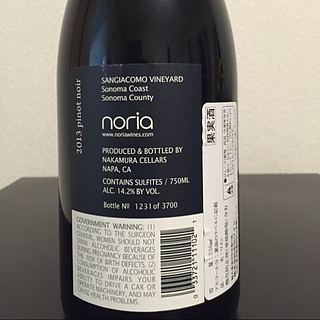 2013 pinot noir
SANGIACOMO VINEYARD
Sonoma Coast
Sonoma County
noria
www.noriawines.com
PRODUCED & BOTTLED BY
NAKAMURA CELLARS
NAPA, CA
CONTAINS SULFITES / 750ML
ALC. 14.2% BY VOL.
Bottle Nº 1231 of 3700
GOVERNMENT WARNING: (1)
ACCORDING TO THE SURGEON
GENERAL, WOMEN SHOULD NOT
DRINK ALCOHOLIC BEVERAGES
DURING PREGNANCY BECAUSE OF
THE RISK OF BIRTH DEFECTS. (2)
CONSUMPTION OF ALCOHOLIC
BEVERAGES IMPAIRS YOUR
ABILITY TO DRIVE A CAR OR
OPERATE MACHINERY, AND MAY
CAUSE HEALTH PROBLEMS.
果実酒